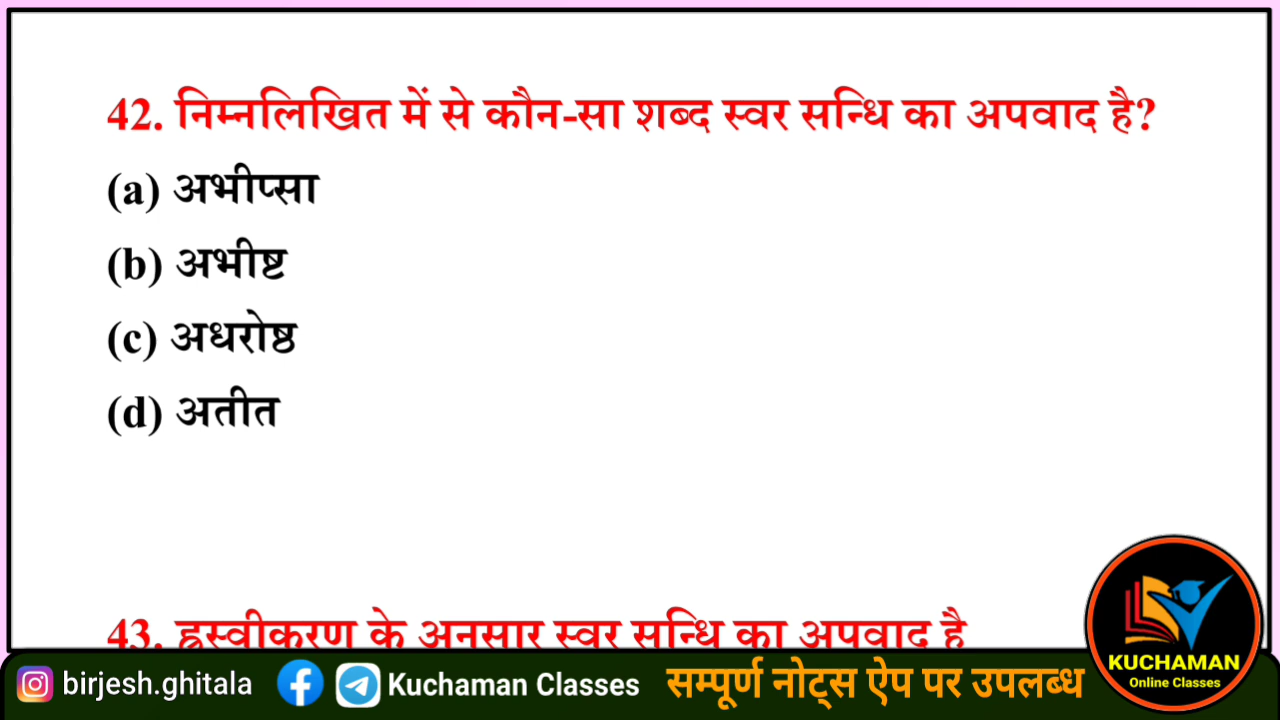 42. निम्नलिखित में से कौन-सा शब्द स्वर सन्धि का अपवाद है?
(a) अभीप्सा
(b) अभीष्ट
(c) अधरोष्ठ
(d) अतीत
43. ह्रस्वीकरण के अनुसार स्वर सन्धि का अपवाद है
KUCHAMAN
Online Classes
birjesh.ghitala Kuchaman Classes सम्पूर्ण नोट्स ऐप पर उपलब्ध